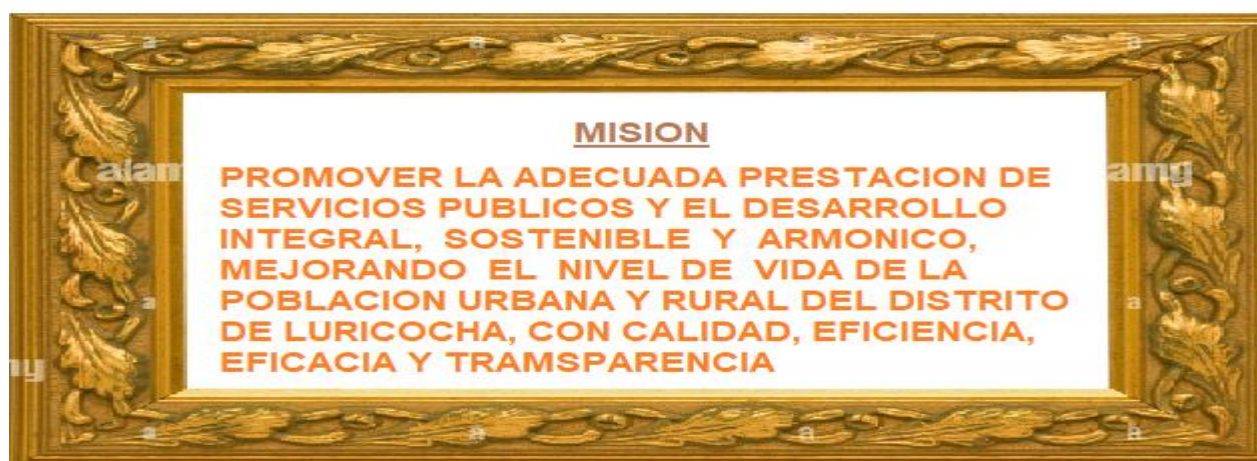 MISION
PROMOVER LA ADECUADA PRESTACION DE
SERVICIOS PUBLICOS Y EL DESARROLLO
INTEGRAL, SOSTENIBLE Y ARMONICO,
MEJORANDO EL NIVEL DE VIDA DE LA
POBLACION URBANA Y RURAL DEL DISTRITO
DE LURICOCHA, CON CALIDAD, EFICIENCIA,
EFICACIA Y TRAMSPARENCIA